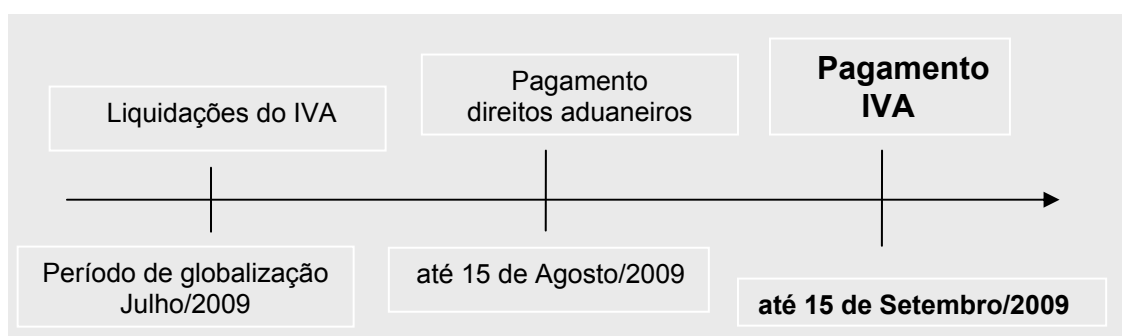 Liquidações do IVA
Pagamento
direitos aduaneiros
Pagamento
IVA
Período de globalização
Julho/2009
até 15 de Agosto/2009
até 15 de Setembro/2009